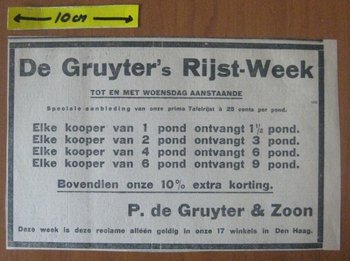 10cm
De Gruyter's Rijst-Week
TOT EN MET WOENSDAG AANSTAANDE
Speciale aanbieding van onze prima Tafelrijst à 25 cents per pond.
Elke kooper van 1 pond ontvangt 1½ pond.
Elke kooper van 2 pond ontvangt 3 pond.
Elke kooper van 4 pond ontvangt 6 pond.
Elke kooper van 6 pond ontvangt 9 pond.
Bovendien onze 10% extra korting.
P. de Gruyter & Zoon
Deze week is deze reclame alléén geldig in onze 17 winkels in Den Haag.